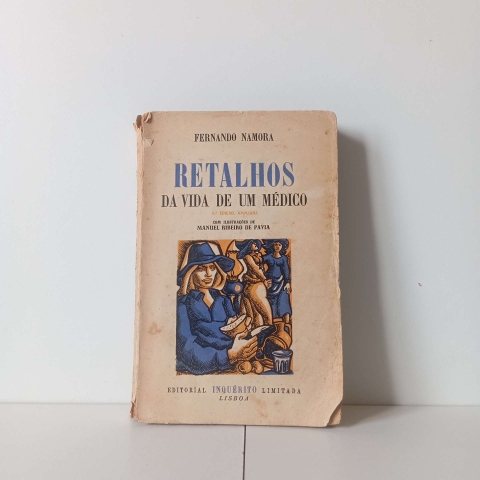 FERNANDO NAMORA
RETALHOS
DA VIDA DE UM MÉDICO
COM ILUSTRAÇÕES DE
MANUEL RIBEIRO DE PAVIA
EDITORIAL INQUÉRITO LIMITADA
LISBOA